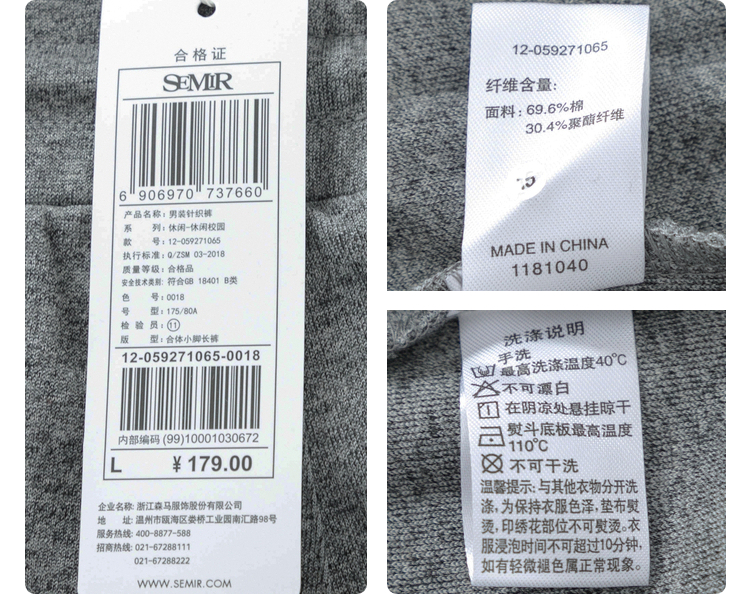 合格证
SEMIR
6 906970 737660
产品名称: 男装针织裤
系 列: 休闲-休闲校园
款 号: 12-059271065
执行标准: Q/ZSM 03-2018
质量等级: 合格品
安全技术类别: 符合GB 18401 B类
色 号: 0018
号 型: 175/80A
检 验 员: ⑪
版 型: 合体小脚长裤
12-059271065-0018
内部编码 (99)10001030672
L ¥179.00
企业名称: 浙江森马服饰股份有限公司
地 址: 温州市瓯海区娄桥工业园南汇路98号
服务热线: 400-8877-588
招商热线: 021-67288111
021-67288222
WWW.SEMIR.COM
12-059271065
纤维含量:
面料: 69.6%棉
30.4%聚酯纤维
MADE IN CHINA
1181040
洗涤说明
手洗
最高洗涤温度40℃
不可漂白
在阴凉处悬挂晾干
熨斗底板最高温度
110℃
不可干洗
温馨提示: 与其他衣物分开洗
涤, 为保持衣服色泽, 垫布熨
烫, 印绣花部位不可熨烫。衣
服浸泡时间不可超过10分钟,
如有轻微褪色属正常现象。